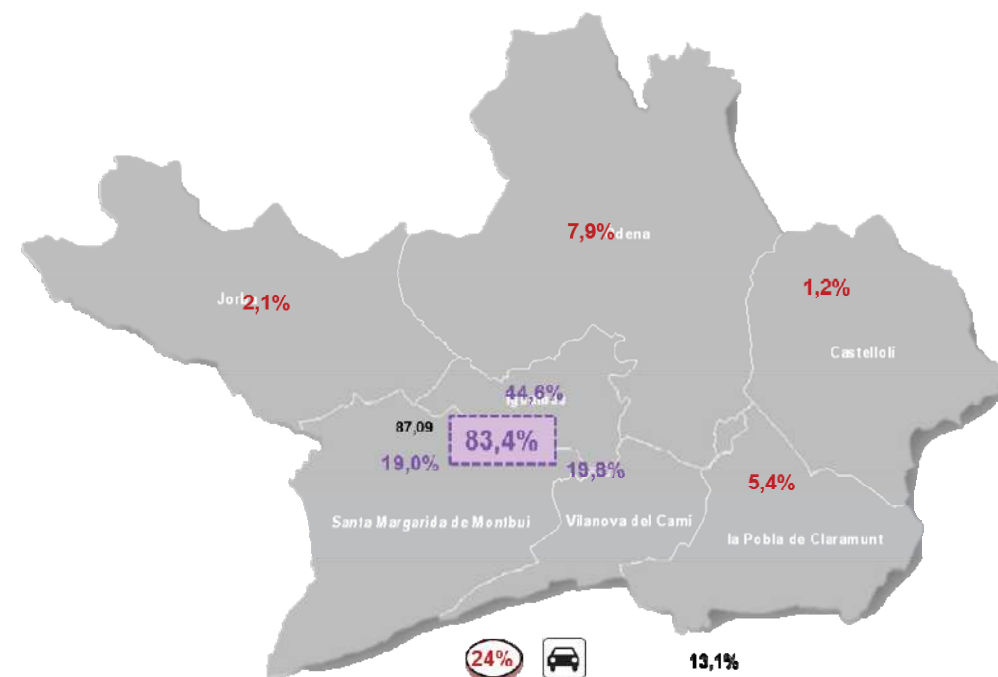 7,9%
2,1%
1,2%
Castellolí
44,6%
87,09
83,4%
19,0%
19,8%
5,4%
Santa Margarida de Montbui
Vilanova del Camí
la Pobla de Claramunt
24%
13,1%